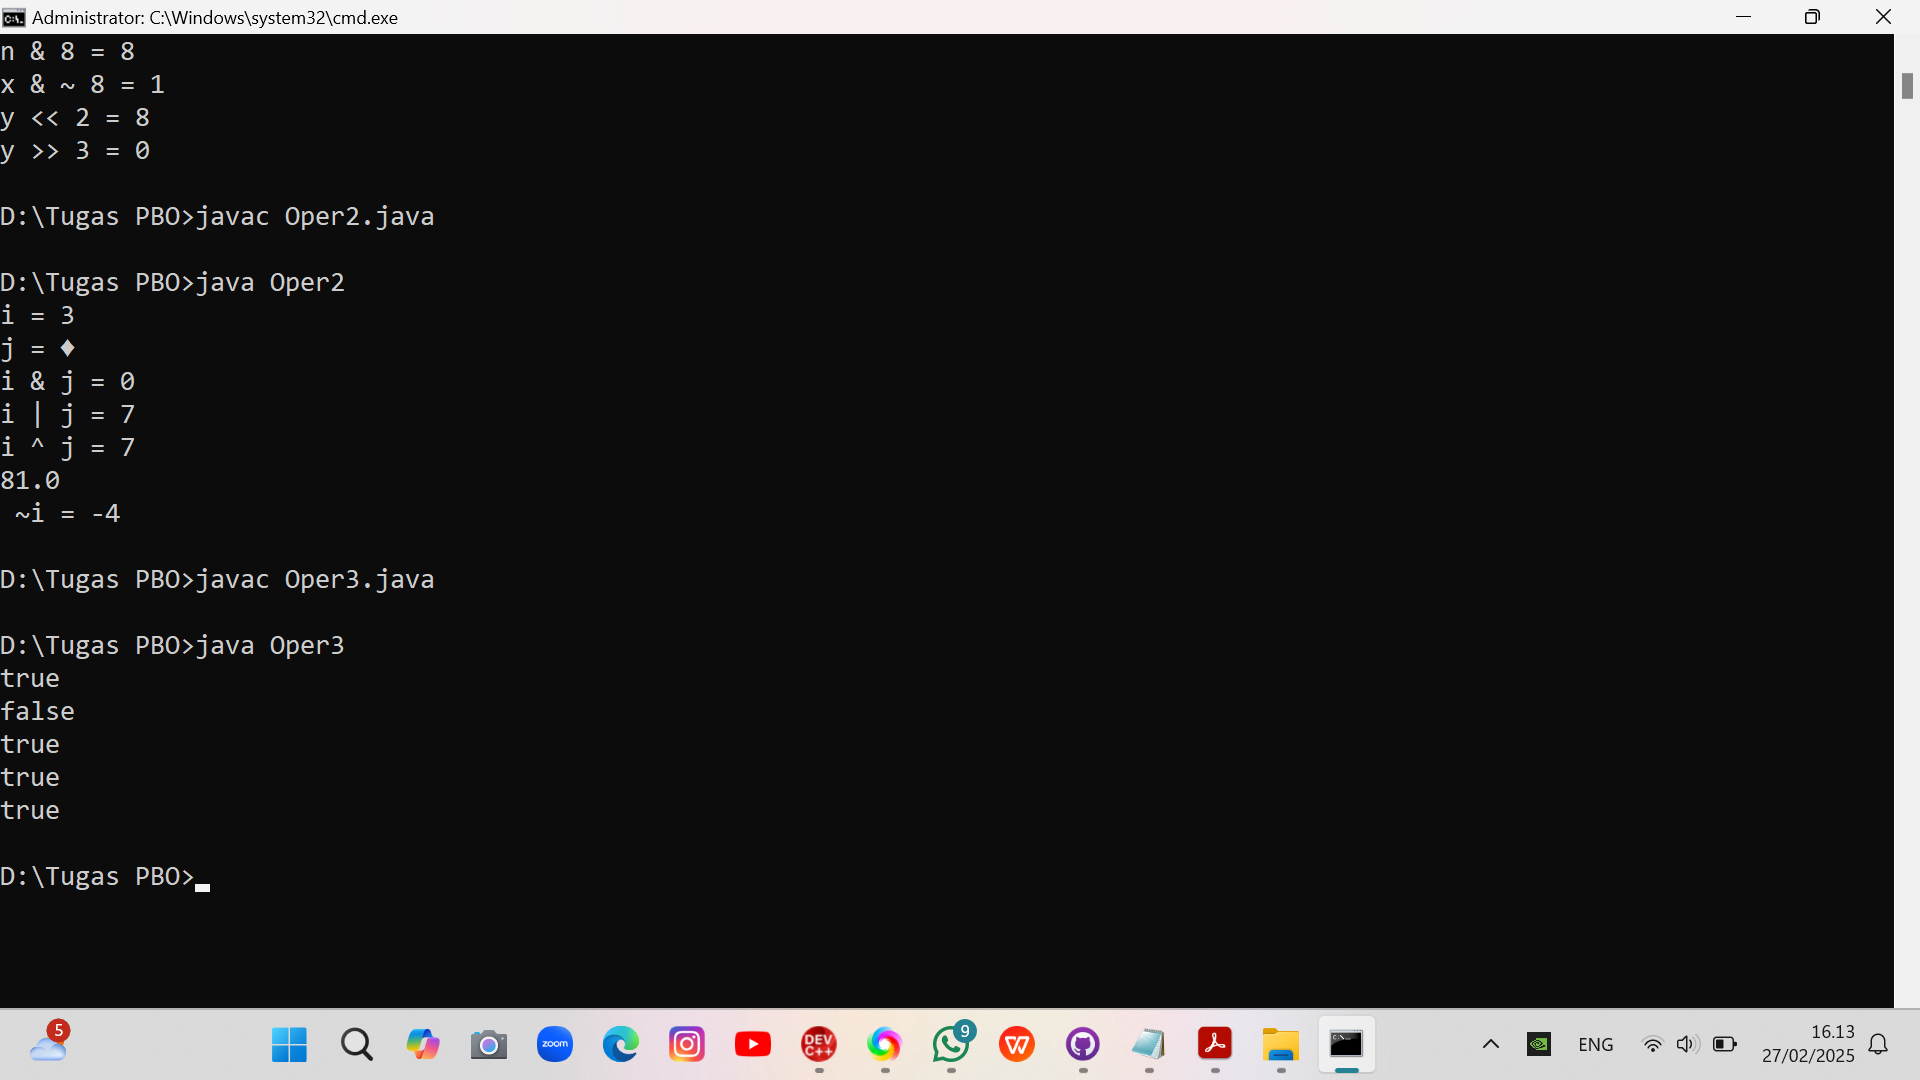 Administrator: C:\Windows\system32\cmd.exe
n & 8 = 8
x & ~ 8 = 1
y << 2 = 8
y >> 3 = 0
D:\Tugas PBO>javac Oper2.java
D:\Tugas PBO>java Oper2
i = 3
j = ♦
i & j = 0
i | j = 7
i ^ j = 7
81.0
 ~i = -4
D:\Tugas PBO>javac Oper3.java
D:\Tugas PBO>java Oper3
true
false
true
true
true
D:\Tugas PBO>
5
zoom
DEV C++
9
W
ENG
16.13
27/02/2025